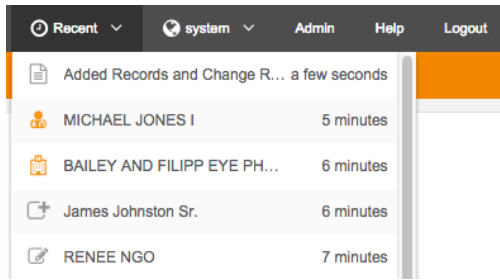 Recent system Admin Help Logout
Added Records and Change R... a few seconds
MICHAEL JONES I 5 minutes
BAILEY AND FILIPP EYE PH... 6 minutes
James Johnston Sr. 6 minutes
RENEE NGO 7 minutes